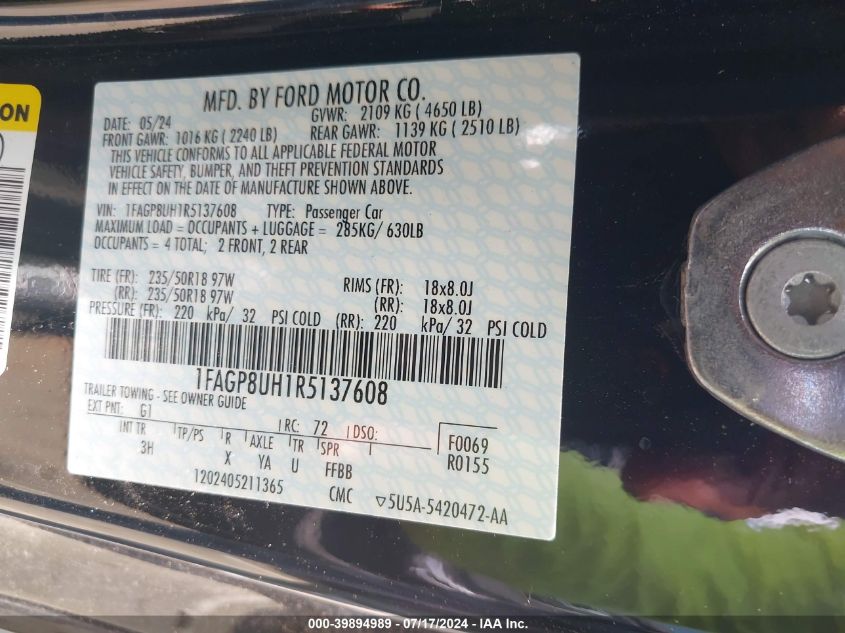 ON
MFD. BY FORD MOTOR CO.
DATE: 05/24 GVWR: 2109 KG ( 4650 LB)
FRONT GAWR: 1016 KG ( 2240 LB) REAR GAWR: 1139 KG ( 2510 LB)
THIS VEHICLE CONFORMS TO ALL APPLICABLE FEDERAL MOTOR
VEHICLE SAFETY, BUMPER, AND THEFT PREVENTION STANDARDS
IN EFFECT ON THE DATE OF MANUFACTURE SHOWN ABOVE.
VIN: 1FAGP8UH1R5137608 TYPE: Passenger Car
MAXIMUM LOAD = OCCUPANTS + LUGGAGE = 285KG/ 630LB
OCCUPANTS = 4 TOTAL; 2 FRONT, 2 REAR
TIRE (FR): 235/50R18 97W RIMS (FR): 18x8.0J
(RR): 235/50R18 97W (RR): 18x8.0J
PRESSURE (FR): 220 kPa/ 32 PSI COLD (RR): 220 kPa/ 32 PSI COLD
1FAGP8UH1R5137608
TRAILER TOWING - SEE OWNER GUIDE
EXT PNT: G1 RC: 72 DSO: F0069
INT TR TP/PS R AXLE TR SPR R0155
3H X YA U FFBB
1202405211365 CMC 5U5A-5420472-AA
000-39894989 - 07/17/2024 - IAA Inc.